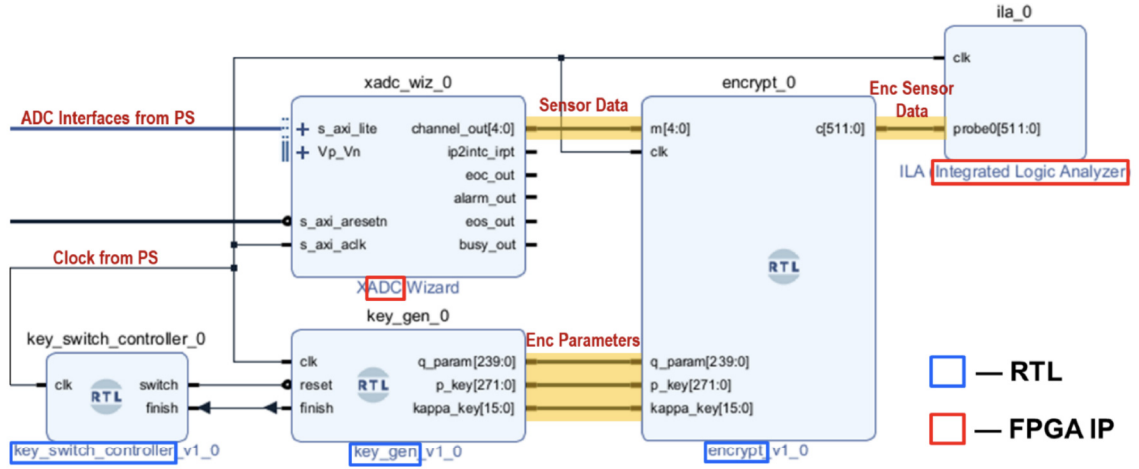 ila_0
clk
probe0[511:0]
ILA (Integrated Logic Analyzer)
xadc_wiz_0
ADC Interfaces from PS
+ s_axi_lite
+ Vp_Vn
s_axi_aresetn
s_axi_aclk
channel_out[4:0]
ip2intc_irpt
eoc_out
alarm_out
eos_out
busy_out
XADC Wizard
Sensor Data
encrypt_0
m[4:0]
clk
c[511:0]
RTL
q_param[239:0]
p_key[271:0]
kappa_key[15:0]
encrypt_v1_0
Enc Sensor
Data
Clock from PS
key_switch_controller_0
clk
RTL
switch
finish
key_switch_controller_v1_0
key_gen_0
clk
reset
finish
RTL
q_param[239:0]
p_key[271:0]
kappa_key[15:0]
key_gen_v1_0
Enc Parameters
— RTL
— FPGA IP